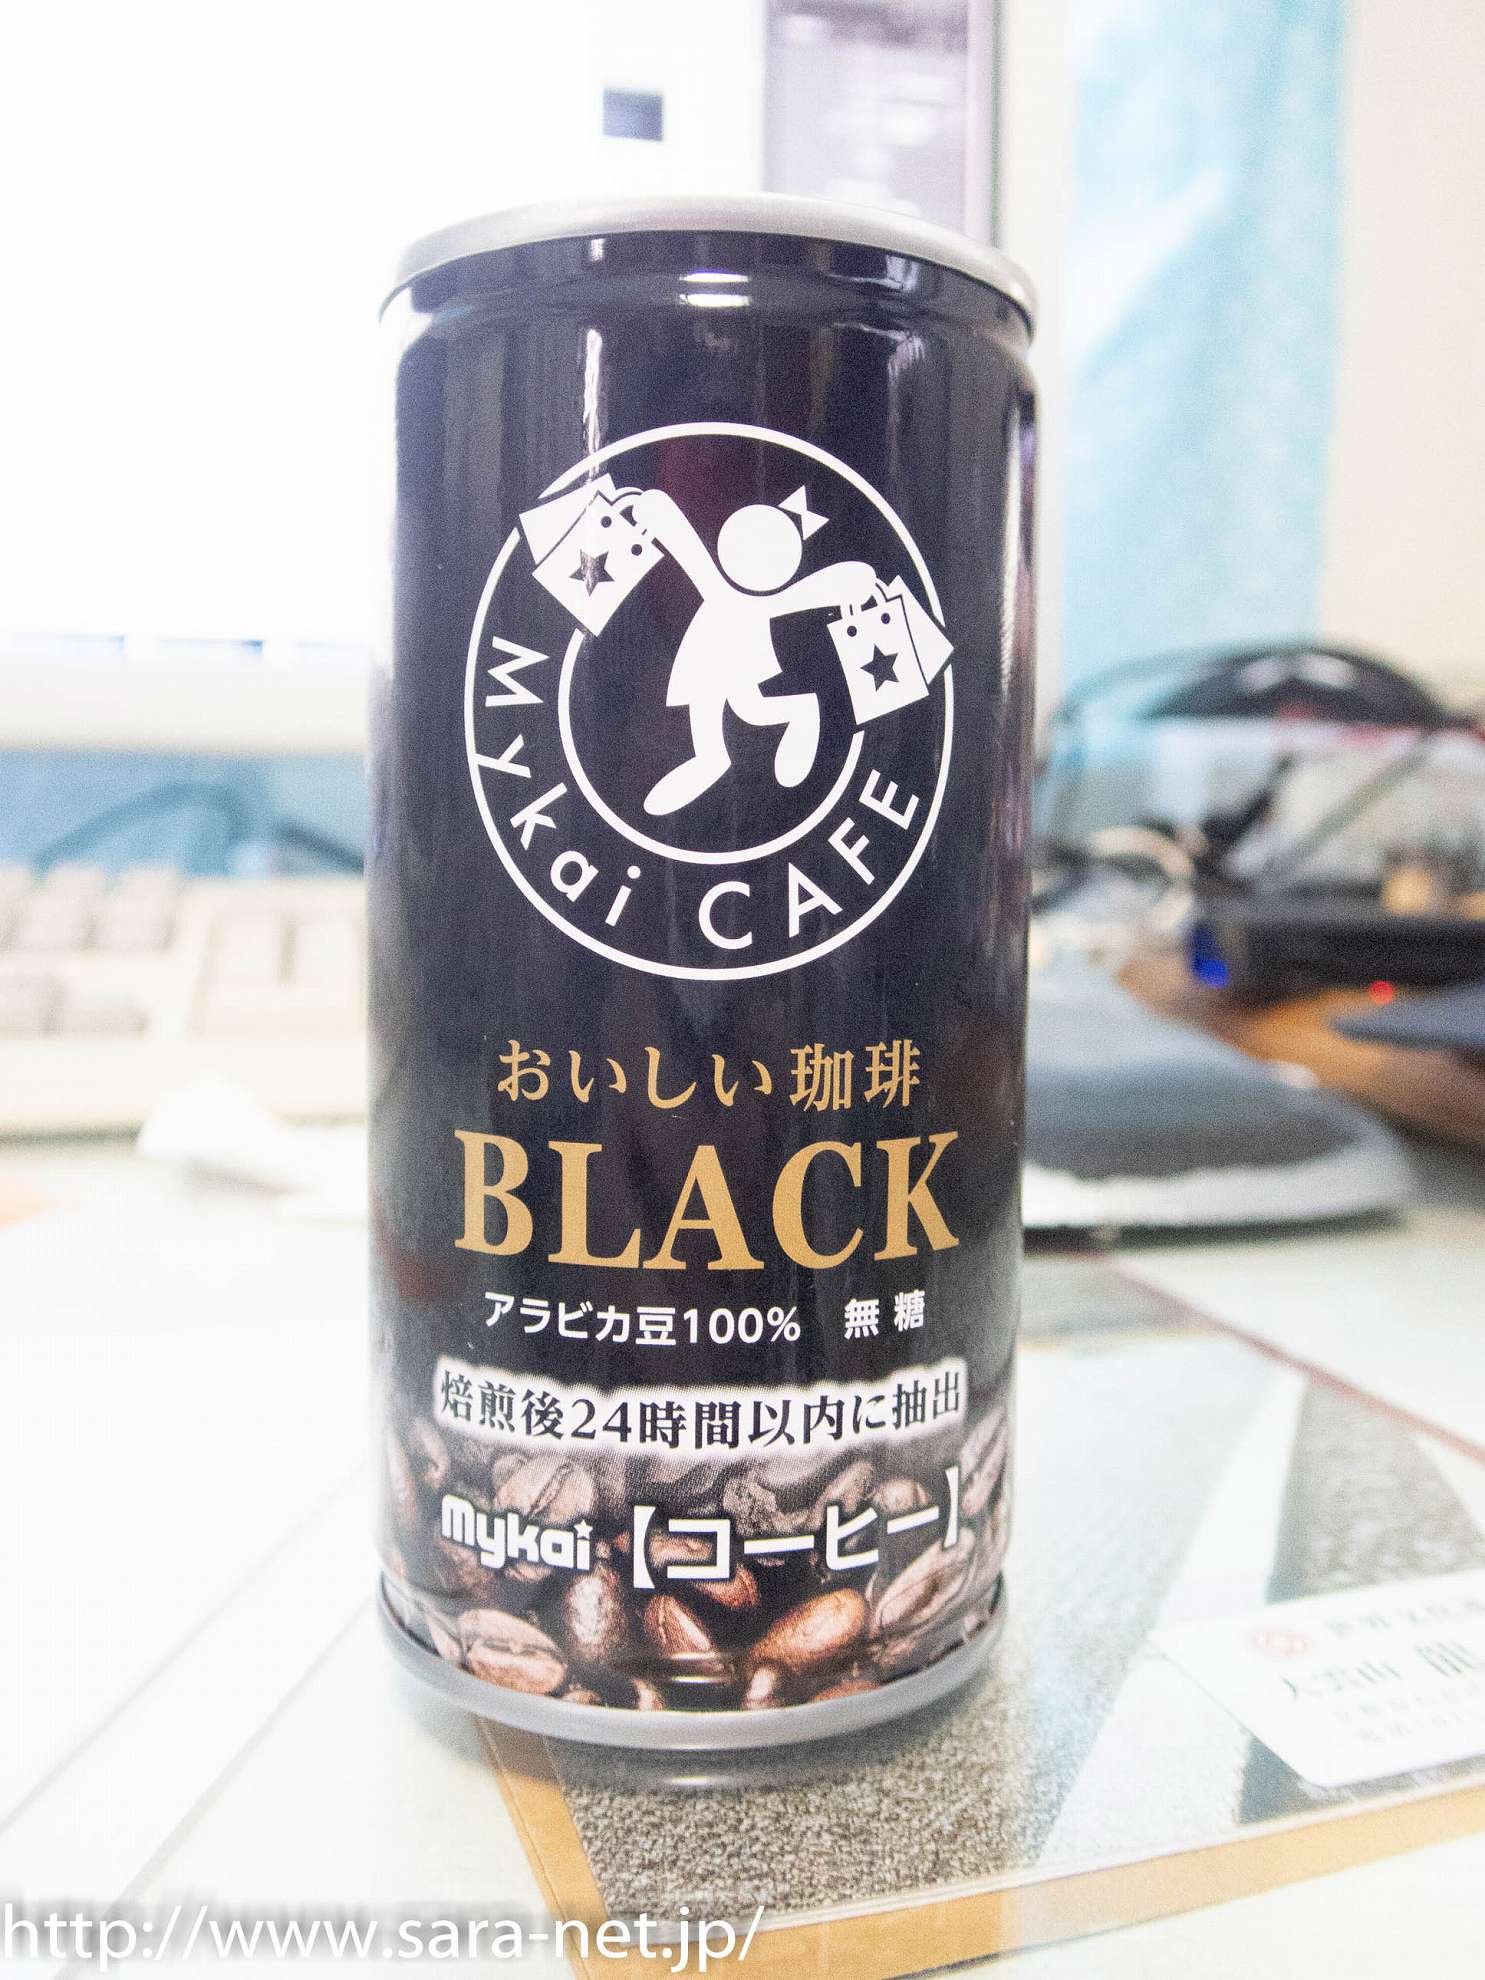 Mykai CAFE
おいしい珈琲
BLACK
アラビカ豆100% 無糖
焙煎後24時間以内に抽出
mykai【コーヒー】
http://www.sara-net.jp/